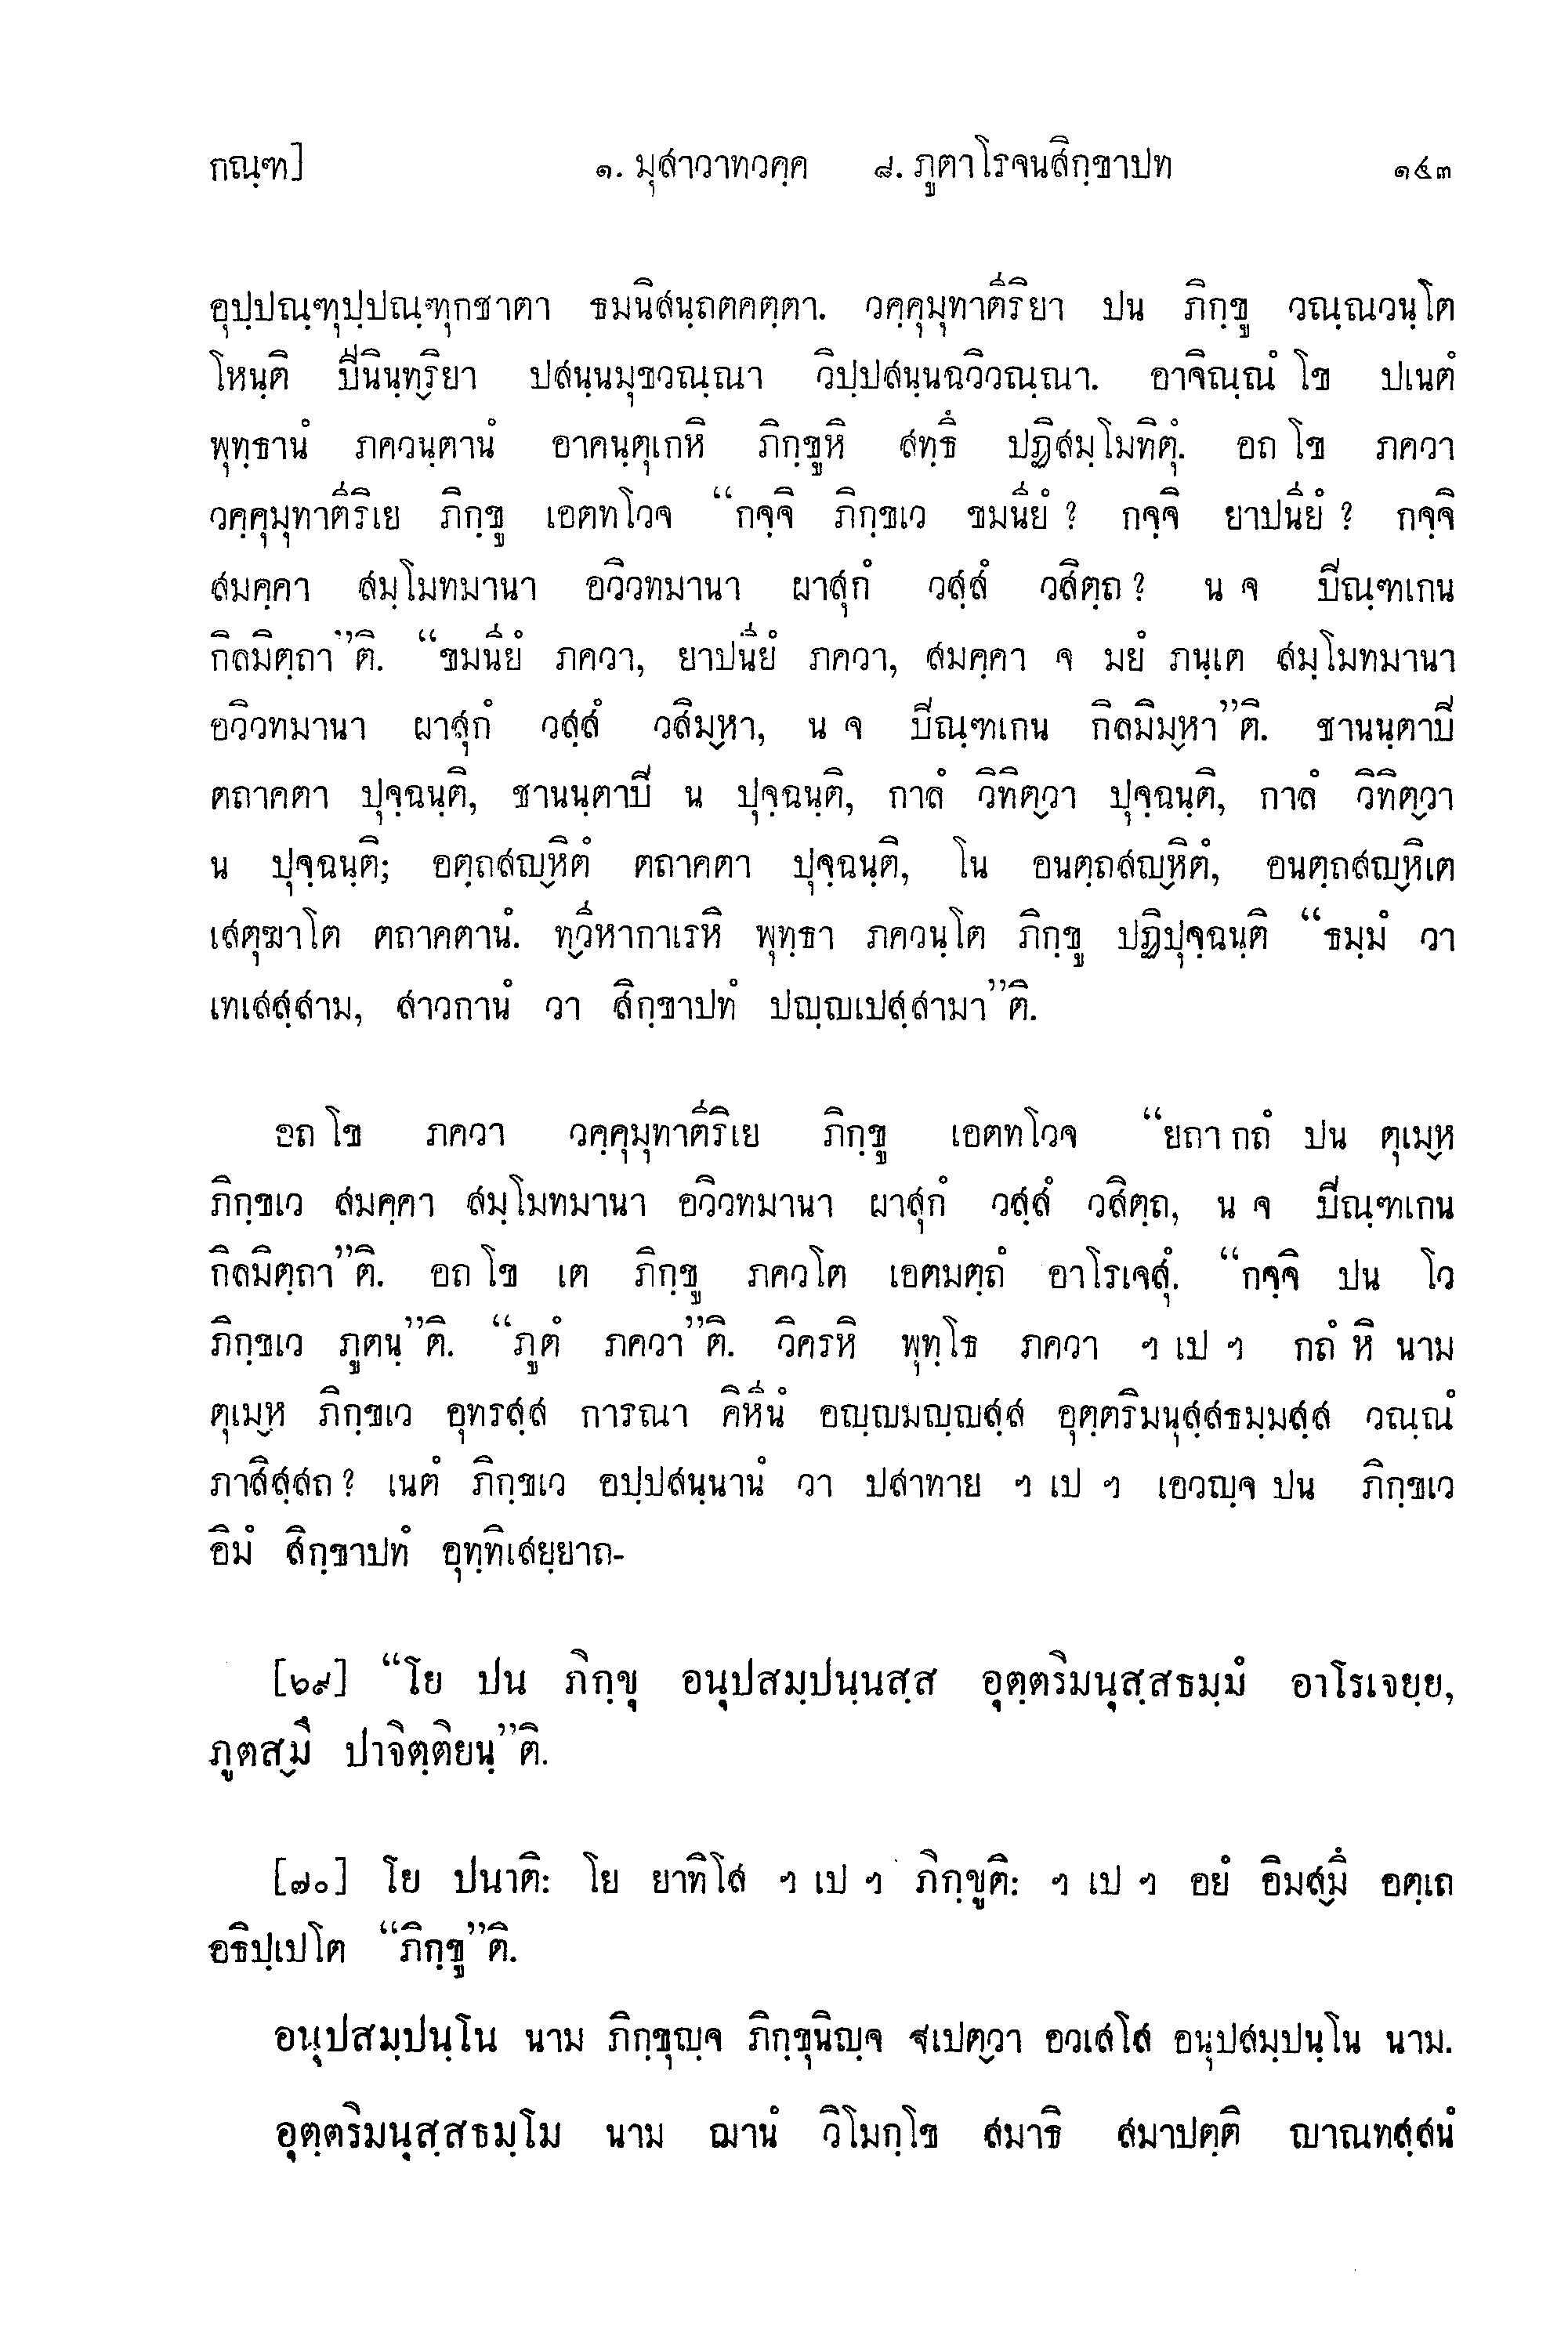 กณฺฑ] ๑. มุสาวาทวคฺค ๘. ภูตาโรจนสิกฺขาปท ๑๕๓
อุปฺปณฺฑุปฺปณฺฑุกชาตา ธมนิสนฺถตคตฺตา. วคฺคุมุทาตีริยา ปน ภิกฺขู วณฺณวนฺโต
โหนฺติ ปีนินฺทฺริยา ปสนฺนมุขวณฺณา วิปฺปสนฺนฉวิวณฺณา. อาจิณฺณํ โข ปเนตํ
พุทฺธานํ ภควนฺตานํ อาคนฺตุเกหิ ภิกฺขูหิ สทฺธึ ปฏิสมฺโมทิตุํ. อถ โข ภควา
วคฺคุมุทาตีริเย ภิกฺขู เอตทโวจ “กจฺจิ ภิกฺขเว ขมนียํ ? กจฺจิ ยาปนียํ ? กจฺจิ
สมคฺคา สมฺโมทมานา อวิวทมานา ผาสุกํ วสฺสํ วสิตฺถ ? น จ ปิณฺฑเกน
กิลมิตฺถา”ติ. “ขมนียํ ภควา, ยาปนียํ ภควา, สมคฺคา จ มยํ ภนฺเต สมฺโมทมานา
อวิวทมานา ผาสุกํ วสฺสํ วสิมฺหา, น จ ปิณฺฑเกน กิลมิมฺหา”ติ. ชานนฺตาปิ
ตถาคตา ปุจฺฉนฺติ, ชานนฺตาปิ น ปุจฺฉนฺติ, กาลํ วิทิตฺวา ปุจฺฉนฺติ, กาลํ วิทิตฺวา
น ปุจฺฉนฺติ; อตฺถสญฺหิตํ ตถาคตา ปุจฺฉนฺติ, โน อนตฺถสญฺหิตํ, อนตฺถสญฺหิเต
เสตุฆาโต ตถาคตานํ. ทฺวีหากาเรหิ พุทฺธา ภควนฺโต ภิกฺขู ปฏิปุจฺฉนฺติ “ธมฺมํ วา
เทเสสฺสาม, สาวกานํ วา สิกฺขาปทํ ปญฺญเปสฺสามา”ติ.
อถ โข ภควา วคฺคุมุทาตีริเย ภิกฺขู เอตทโวจ “ยถา กถํ ปน ตุเมฺห
ภิกฺขเว สมคฺคา สมฺโมทมานา อวิวทมานา ผาสุกํ วสฺสํ วสิตฺถ, น จ ปิณฺฑเกน
กิลมิตฺถา”ติ. อถ โข เต ภิกฺขู ภควโต เอตมตฺถํ อาโรเจสุํ. “กจฺจิ ปน โว
ภิกฺขเว ภูตนฺ”ติ. “ภูตํ ภควา”ติ. วิครหิ พุทฺโธ ภควา ฯ เป ฯ กถํ หิ นาม
ตุเมฺห ภิกฺขเว อุทรสฺส การณา คิหีนํ อญฺญมญฺญสฺส อุตฺตริมนุสฺสธมฺมสฺส วณฺณํ
ภาสิสฺสถ ? เนตํ ภิกฺขเว อปฺปสนฺนานํ วา ปสาทาย ฯ เป ฯ เอวญฺจ ปน ภิกฺขเว
อิมํ สิกฺขาปทํ อุทฺทิเสยฺยาถ-
[๖๙] “โย ปน ภิกฺขุ อนุปสมฺปนฺนสฺส อุตฺตริมนุสฺสธมฺมํ อาโรเจยฺย,
ภูตสฺมึ ปาจิตฺติยนฺ”ติ.
[๗๐] โย ปนาติ: โย ยาทิโส ฯ เป ฯ ภิกฺขูติ: ฯ เป ฯ อยํ อิมสฺมึ อตฺเถ
อธิปฺเปโต “ภิกฺขู”ติ.
อนุปสมฺปนฺโน นาม ภิกฺขุญฺจ ภิกฺขุนิญฺจ ฐเปตฺวา อวเสโส อนุปสมฺปนฺโน นาม.
อุตฺตริมนุสฺสธมฺโม นาม ฌานํ วิโมกฺโข สมาธิ สมาปตฺติ ญาณทสฺสนํ